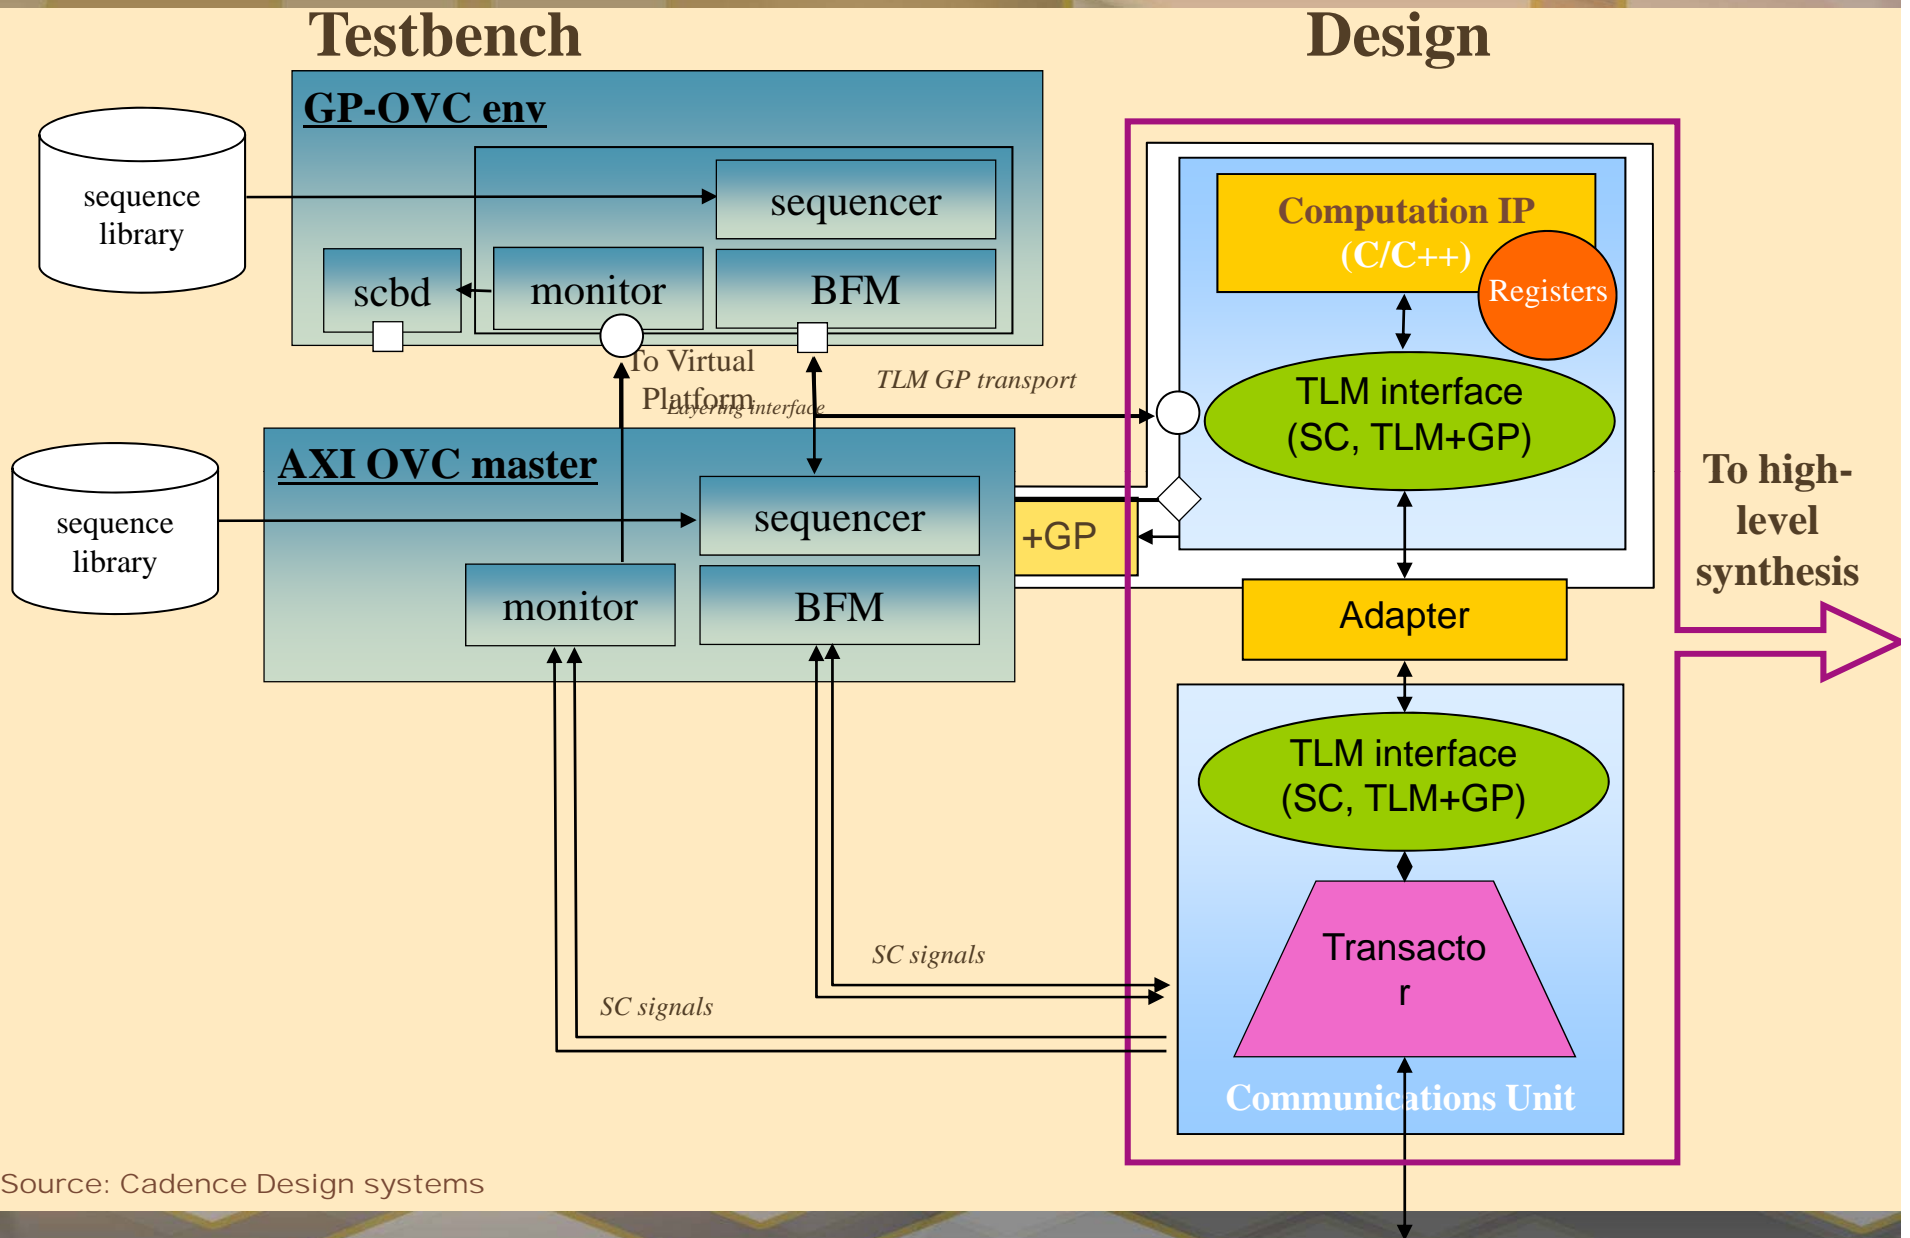 Testbench
Design
GP-OVC env
sequence
library
sequencer
scbd
monitor
BFM
Computation IP
(C/C++)
Registers
To Virtual
Platform
Layering interface
TLM GP transport
TLM interface
(SC, TLM+GP)
AXI OVC master
sequence
library
sequencer
+GP
monitor
BFM
To high-
level
synthesis
Adapter
TLM interface
(SC, TLM+GP)
Transacto
r
SC signals
SC signals
Communications Unit
Source: Cadence Design systems